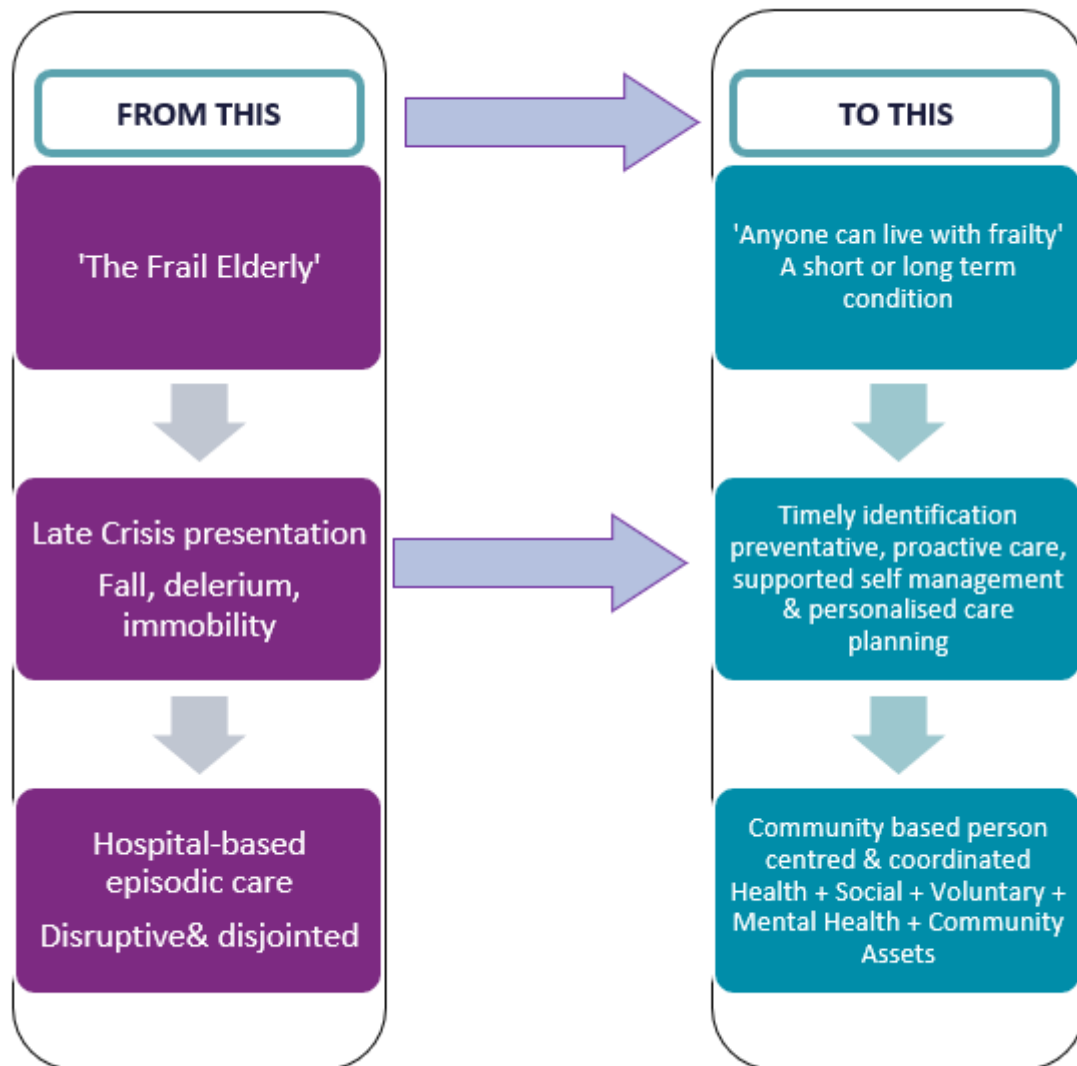 FROM THIS
'The Frail Elderly'
Late Crisis presentation
Fall, delerium,
immobility
Hospital-based
episodic care
Disruptive& disjointed
TO THIS
'Anyone can live with frailty'
A short or long term
condition
Timely identification
preventative, proactive care,
supported self management
& personalised care
planning
Community based person
centred & coordinated
Health + Social + Voluntary +
Mental Health + Community
Assets